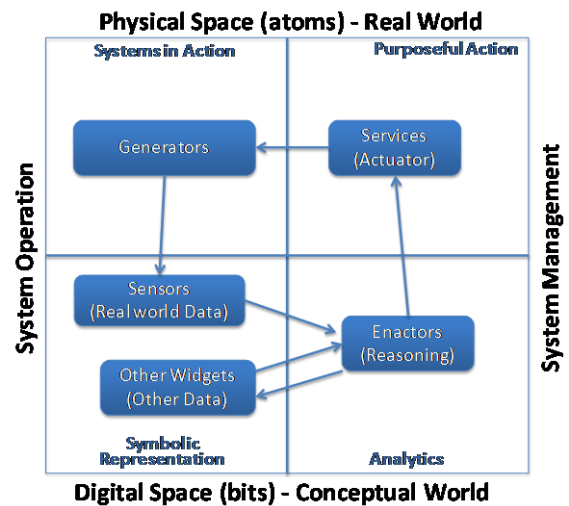 Physical Space (atoms) - Real World
Systems in Action
Purposeful Action
Generators
Services
(Actuator)
System Operation
System Management
Sensors
(Real world Data)
Enactors
(Reasoning)
Other Widgets
(Other Data)
Symbolic
Representation
Analytics
Digital Space (bits) - Conceptual World